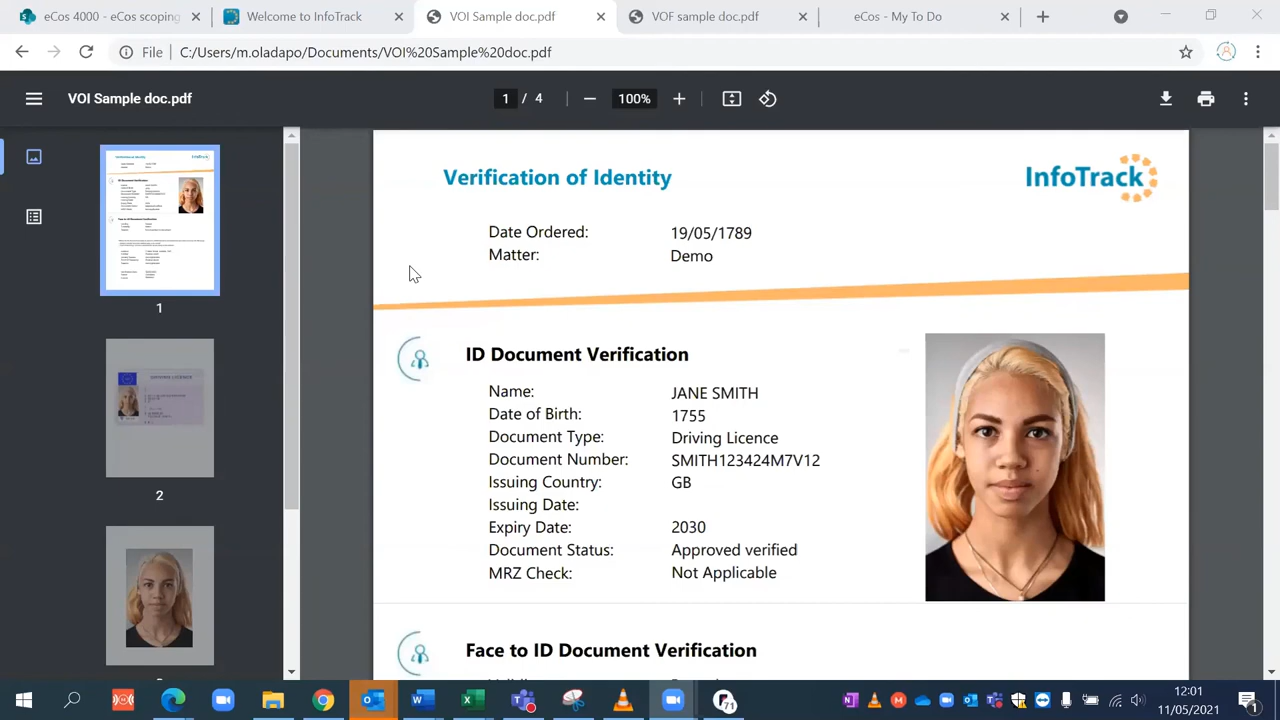 eCos 4000 - eCos scoping
Welcome to InfoTrack
VOI Sample doc.pdf
VOF sample doc.pdf
eCos - My To Do
File
C:/Users/m.oladapo/Documents/VOI%20Sample%20doc.pdf
VOI Sample doc.pdf
1 / 4
100%
Verification of Identity
InfoTrack
Date Ordered: 19/05/1789
Matter: Demo
ID Document Verification
Name: JANE SMITH
Date of Birth: 1755
Document Type: Driving Licence
Document Number: SMITH123424M7V12
Issuing Country: GB
Issuing Date:
Expiry Date: 2030
Document Status: Approved verified
MRZ Check: Not Applicable
Face to ID Document Verification
1
2
71
12:01
11/05/2021